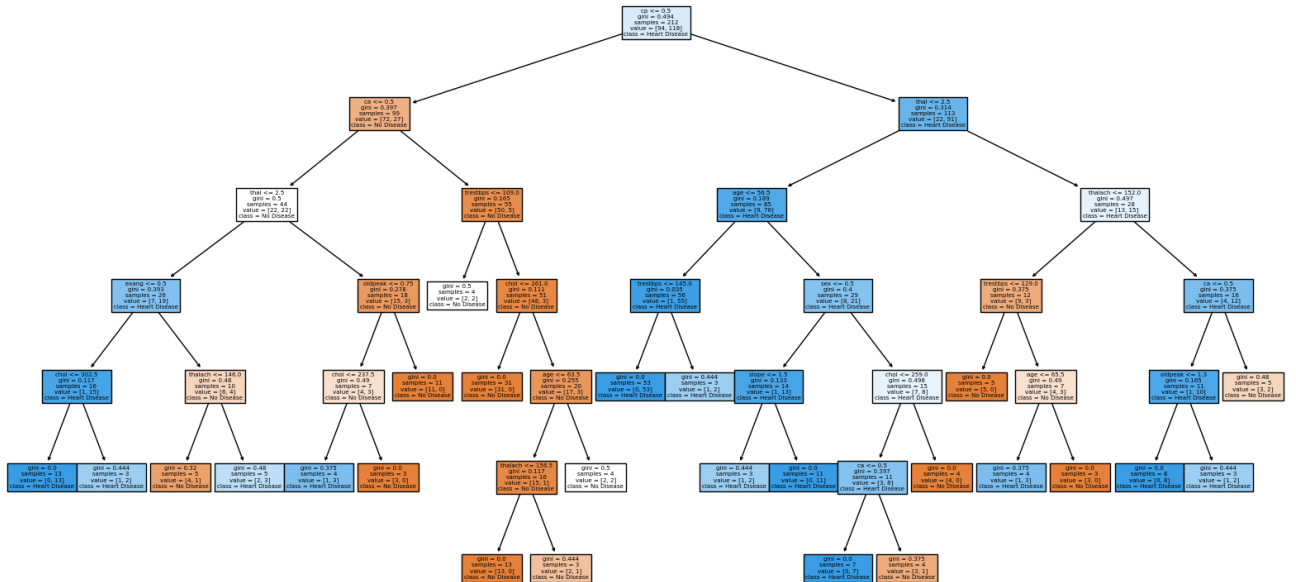 cp <= 0.5
gini = 0.494
samples = 212
value = [94, 118]
class = Heart Disease
ca <= 0.5
gini = 0.397
samples = 99
value = [72, 27]
class = No Disease
thal <= 2.5
gini = 0.314
samples = 113
value = [22, 91]
class = Heart Disease
thal <= 2.5
gini = 0.5
samples = 44
value = [22, 22]
class = No Disease
trestbps <= 109.0
gini = 0.165
samples = 55
value = [50, 5]
class = No Disease
age <= 56.5
gini = 0.189
samples = 85
value = [9, 76]
class = Heart Disease
thalach <= 152.0
gini = 0.497
samples = 28
value = [13, 15]
class = Heart Disease
exang <= 0.5
gini = 0.393
samples = 26
value = [7, 19]
class = Heart Disease
oldpeak <= 0.75
gini = 0.278
samples = 18
value = [15, 3]
class = No Disease
gini = 0.5
samples = 4
value = [2, 2]
class = No Disease
chol <= 261.0
gini = 0.111
samples = 51
value = [48, 3]
class = No Disease
trestbps <= 145.0
gini = 0.035
samples = 56
value = [1, 55]
class = Heart Disease
sex <= 0.5
gini = 0.4
samples = 29
value = [8, 21]
class = Heart Disease
trestbps <= 129.0
gini = 0.375
samples = 12
value = [9, 3]
class = No Disease
ca <= 0.5
gini = 0.375
samples = 16
value = [4, 12]
class = Heart Disease
chol <= 302.5
gini = 0.117
samples = 16
value = [1, 15]
class = Heart Disease
thalach <= 146.0
gini = 0.48
samples = 10
value = [6, 4]
class = No Disease
chol <= 237.5
gini = 0.49
samples = 7
value = [4, 3]
class = No Disease
gini = 0.0
samples = 11
value = [11, 0]
class = No Disease
gini = 0.0
samples = 31
value = [31, 0]
class = No Disease
age <= 63.5
gini = 0.255
samples = 20
value = [17, 3]
class = No Disease
gini = 0.0
samples = 53
value = [0, 53]
class = Heart Disease
gini = 0.444
samples = 3
value = [1, 2]
class = Heart Disease
slope <= 1.5
gini = 0.133
samples = 14
value = [1, 13]
class = Heart Disease
chol <= 259.0
gini = 0.498
samples = 15
value = [7, 8]
class = Heart Disease
gini = 0.0
samples = 5
value = [5, 0]
class = No Disease
age <= 65.5
gini = 0.49
samples = 7
value = [4, 3]
class = No Disease
oldpeak <= 1.3
gini = 0.165
samples = 11
value = [1, 10]
class = Heart Disease
gini = 0.48
samples = 5
value = [3, 2]
class = No Disease
gini = 0.0
samples = 13
value = [0, 13]
class = Heart Disease
gini = 0.444
samples = 3
value = [1, 2]
class = Heart Disease
gini = 0.32
samples = 5
value = [4, 1]
class = No Disease
gini = 0.48
samples = 5
value = [2, 3]
class = Heart Disease
gini = 0.375
samples = 4
value = [1, 3]
class = Heart Disease
gini = 0.0
samples = 3
value = [3, 0]
class = No Disease
thalach <= 156.5
gini = 0.117
samples = 16
value = [15, 1]
class = No Disease
gini = 0.5
samples = 4
value = [2, 2]
class = No Disease
gini = 0.444
samples = 3
value = [1, 2]
class = Heart Disease
gini = 0.0
samples = 11
value = [0, 11]
class = Heart Disease
ca <= 0.5
gini = 0.397
samples = 11
value = [3, 8]
class = Heart Disease
gini = 0.0
samples = 4
value = [4, 0]
class = No Disease
gini = 0.375
samples = 4
value = [1, 3]
class = Heart Disease
gini = 0.0
samples = 3
value = [3, 0]
class = No Disease
gini = 0.0
samples = 8
value = [0, 8]
class = Heart Disease
gini = 0.444
samples = 3
value = [1, 2]
class = Heart Disease
gini = 0.0
samples = 13
value = [13, 0]
class = No Disease
gini = 0.444
samples = 3
value = [2, 1]
class = No Disease
gini = 0.0
samples = 7
value = [0, 7]
class = Heart Disease
gini = 0.375
samples = 4
value = [3, 1]
class = No Disease